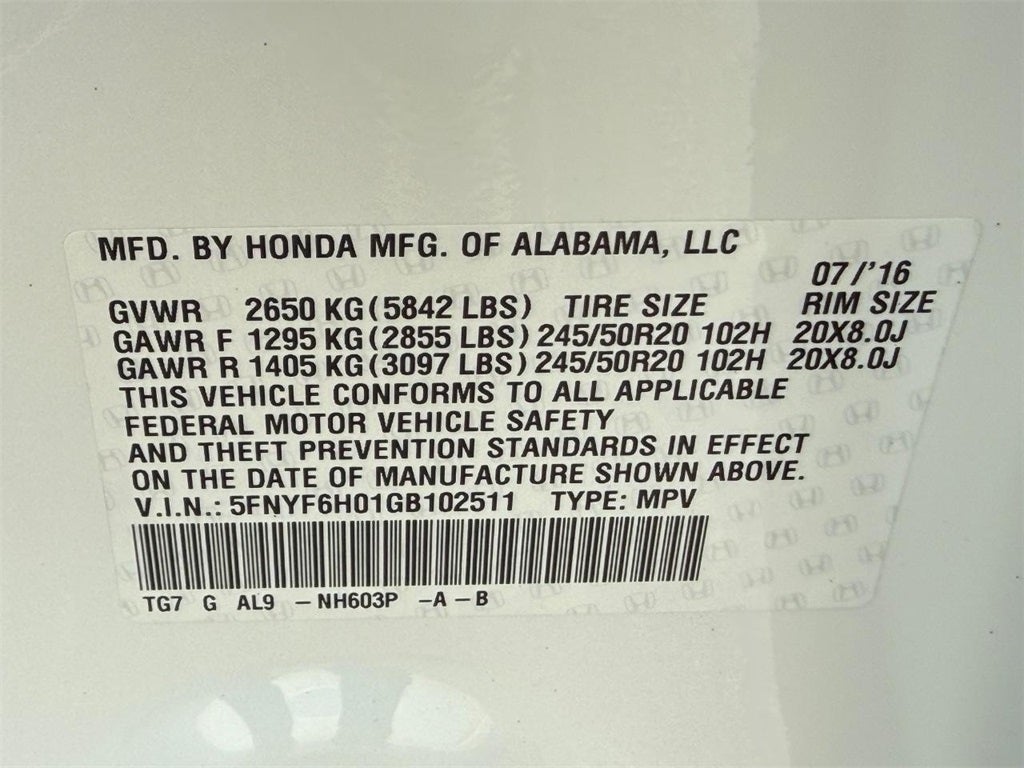 MFD. BY HONDA MFG. OF ALABAMA, LLC
07/'16
GVWR 2650 KG (5842 LBS) TIRE SIZE RIM SIZE
GAWR F 1295 KG (2855 LBS) 245/50R20 102H 20X8.0J
GAWR R 1405 KG (3097 LBS) 245/50R20 102H 20X8.0J
THIS VEHICLE CONFORMS TO ALL APPLICABLE
FEDERAL MOTOR VEHICLE SAFETY
AND THEFT PREVENTION STANDARDS IN EFFECT
ON THE DATE OF MANUFACTURE SHOWN ABOVE.
V.I.N.: 5FNYF6H01GB102511 TYPE: MPV
TG7 G AL9 -NH603P -A-B